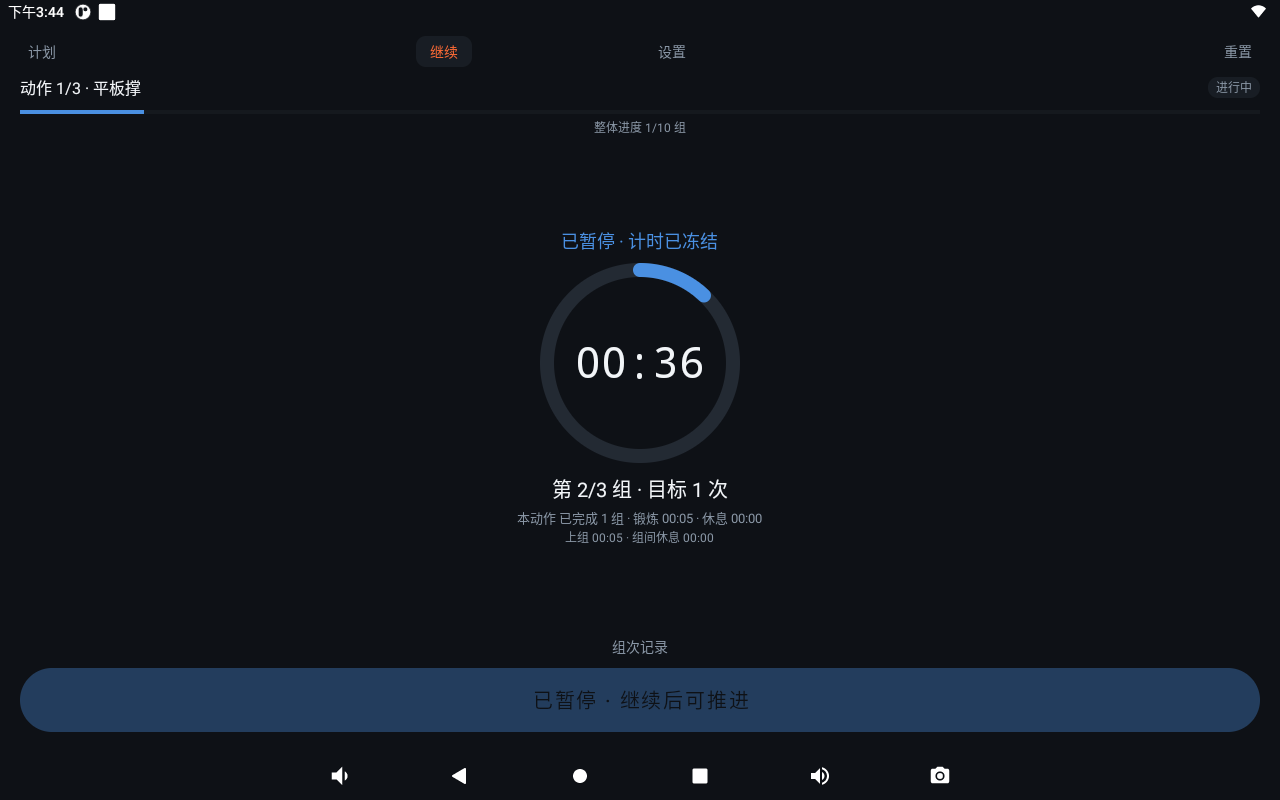 下午3:44
计划
继续
设置
重置
动作 1/3 · 平板撑
进行中
整体进度 1/10 组
已暂停 · 计时已冻结
00:36
第 2/3 组 · 目标 1 次
本动作 已完成 1 组 · 锻炼 00:05 · 休息 00:00
上组 00:05 · 组间休息 00:00
组次记录
已暂停 · 继续后可推进